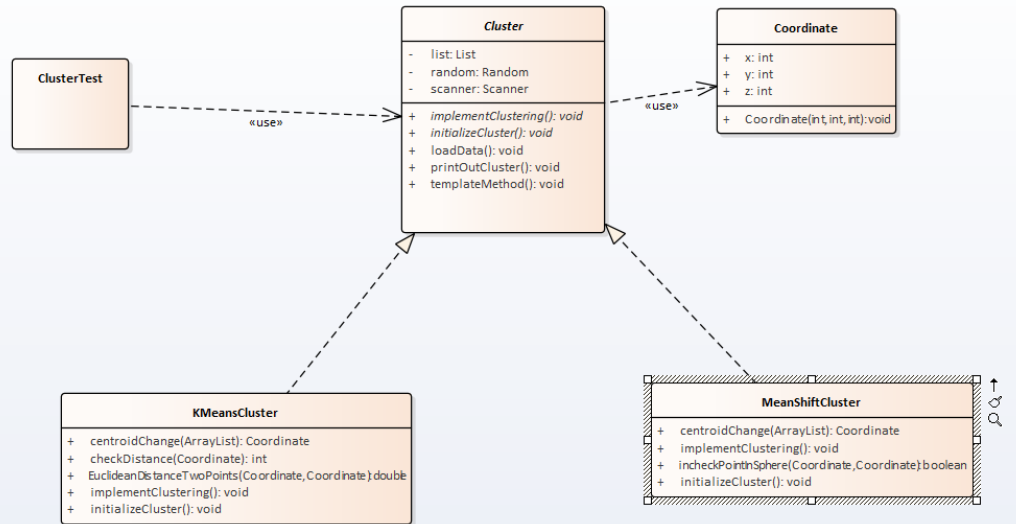 ClusterTest
«use»
Cluster
- list: List
- random: Random
- scanner: Scanner
+ implementClustering(): void
+ initializeCluster(): void
+ loadData(): void
+ printOutCluster(): void
+ templateMethod(): void
«use»
Coordinate
+ x: int
+ y: int
+ z: int
+ Coordinate(int, int, int):void
KMeansCluster
+ centroidChange(ArrayList): Coordinate
+ checkDistance(Coordinate): int
+ EuclideanDistanceTwoPoints(Coordinate, Coordinate):double
+ implementClustering(): void
+ initializeCluster(): void
MeanShiftCluster
+ centroidChange(ArrayList): Coordinate
+ implementClustering(): void
+ incheckPointInSphere(Coordinate,Coordinate):boolean
+ initializeCluster(): void